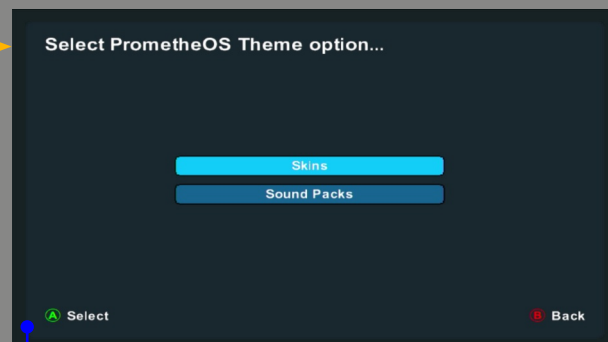 Select PrometheOS Theme option...
Skins
Sound Packs
A Select
B Back